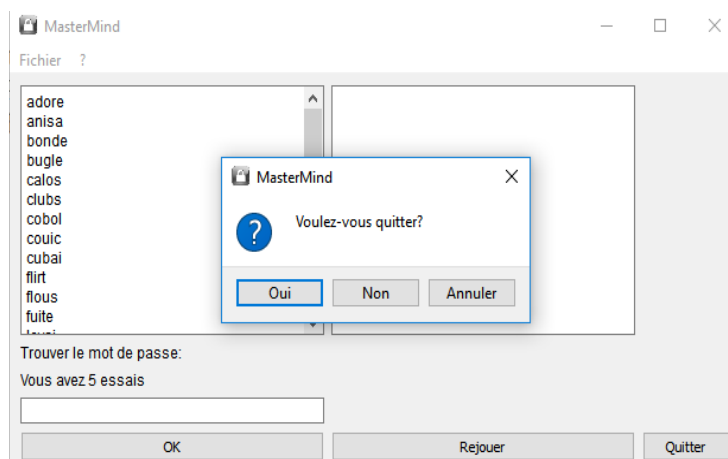 MasterMind
Fichier ?
adore
anisa
bonde
bugle
calos
clubs
cobol
couic
cubai
flirt
flous
fuite
MasterMind
Voulez-vous quitter?
Oui Non Annuler
Trouver le mot de passe:
Vous avez 5 essais
OK Rejouer Quitter